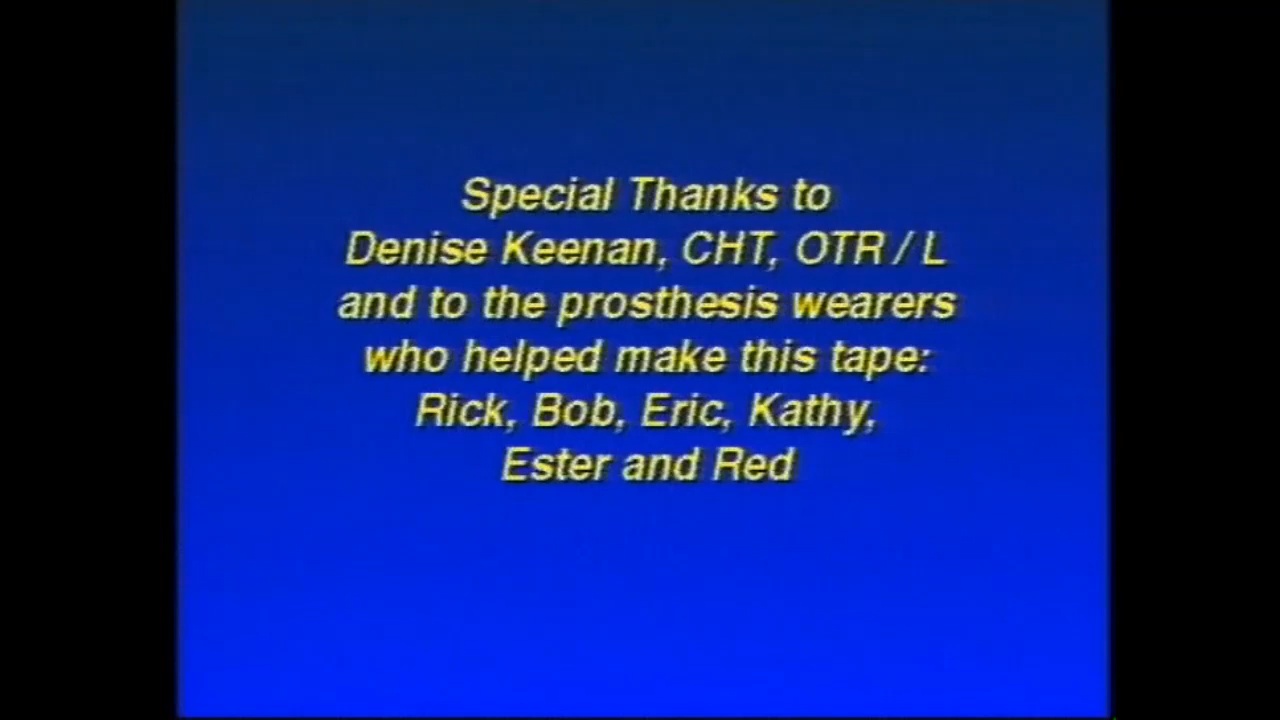 Special Thanks to
Denise Keenan, CHT, OTR / L
and to the prosthesis wearers
who helped make this tape:
Rick, Bob, Eric, Kathy,
Ester and Red